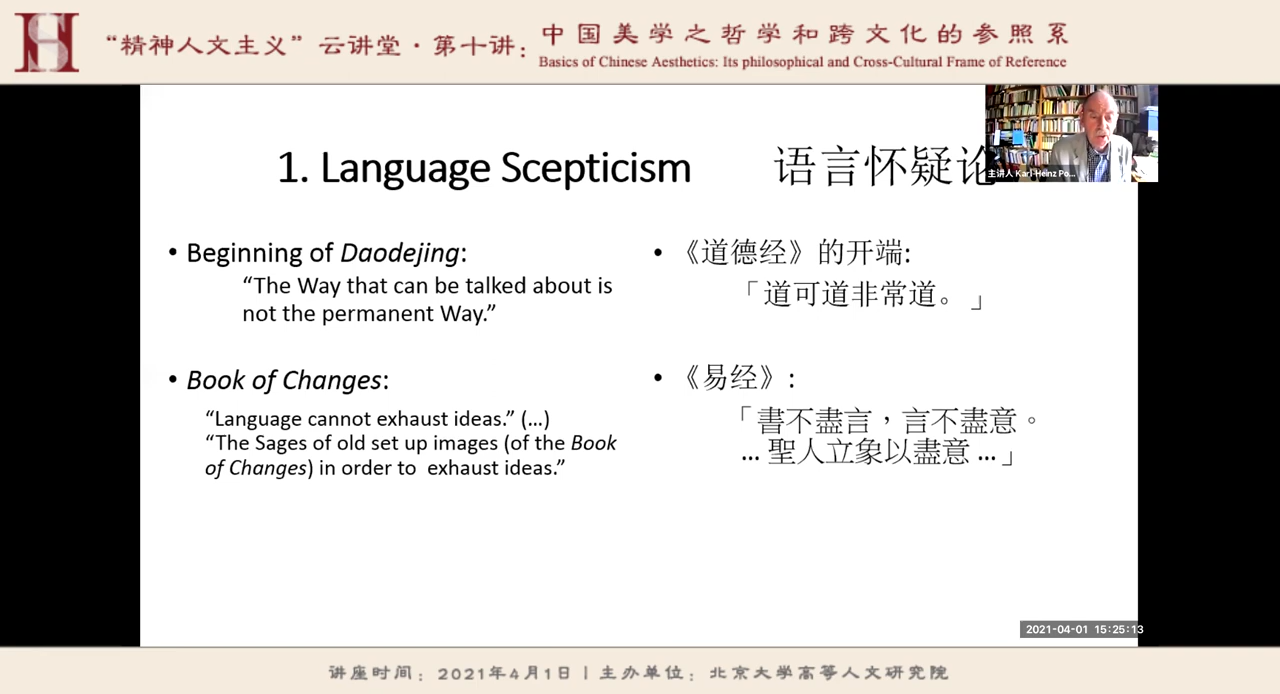 “精神人文主义”云讲堂·第十讲：
中国美学之哲学和跨文化的参照系
Basics of Chinese Aesthetics: Its philosophical and Cross-Cultural Frame of Reference
1. Language Scepticism
语言怀疑论
主讲人 Karl-Heinz Po...
• Beginning of Daodejing:
“The Way that can be talked about is
not the permanent Way.”
• Book of Changes:
“Language cannot exhaust ideas.” (…)
“The Sages of old set up images (of the Book
of Changes) in order to exhaust ideas.”
• 《道德经》的开端:
「道可道非常道。」
• 《易经》:
「書不盡言，言不盡意。
… 聖人立象以盡意 …」
2021-04-01 15:25:13
讲座时间：2021年4月1日 | 主办单位：北京大学高等人文研究院